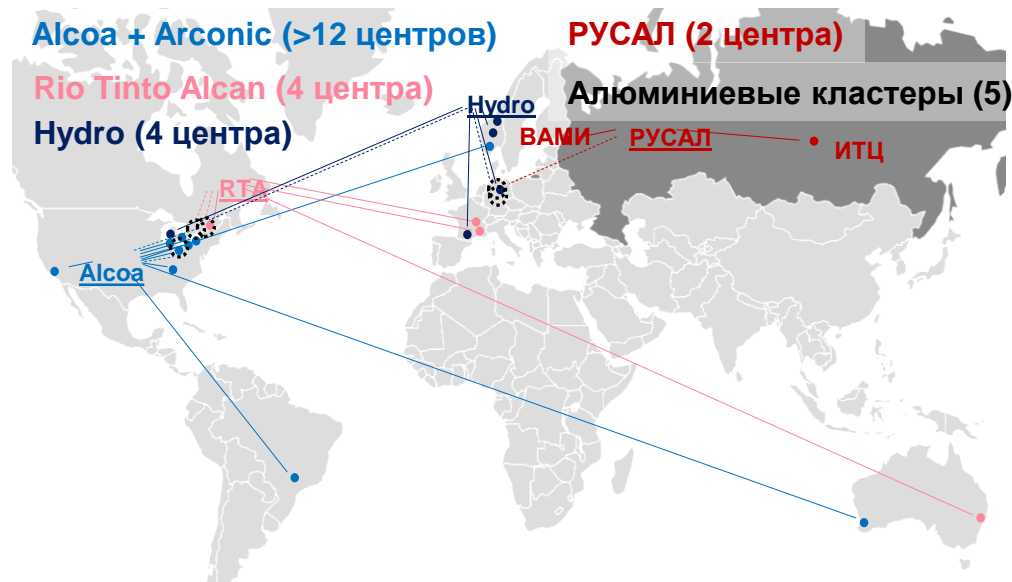 Alcoa + Arconic (>12 центров)
РУСАЛ (2 центра)
Rio Tinto Alcan (4 центра)
Алюминиевые кластеры (5)
Hydro (4 центра)
Hydro
ВАМИ
РУСАЛ
ИТЦ
RTA
Alcoa